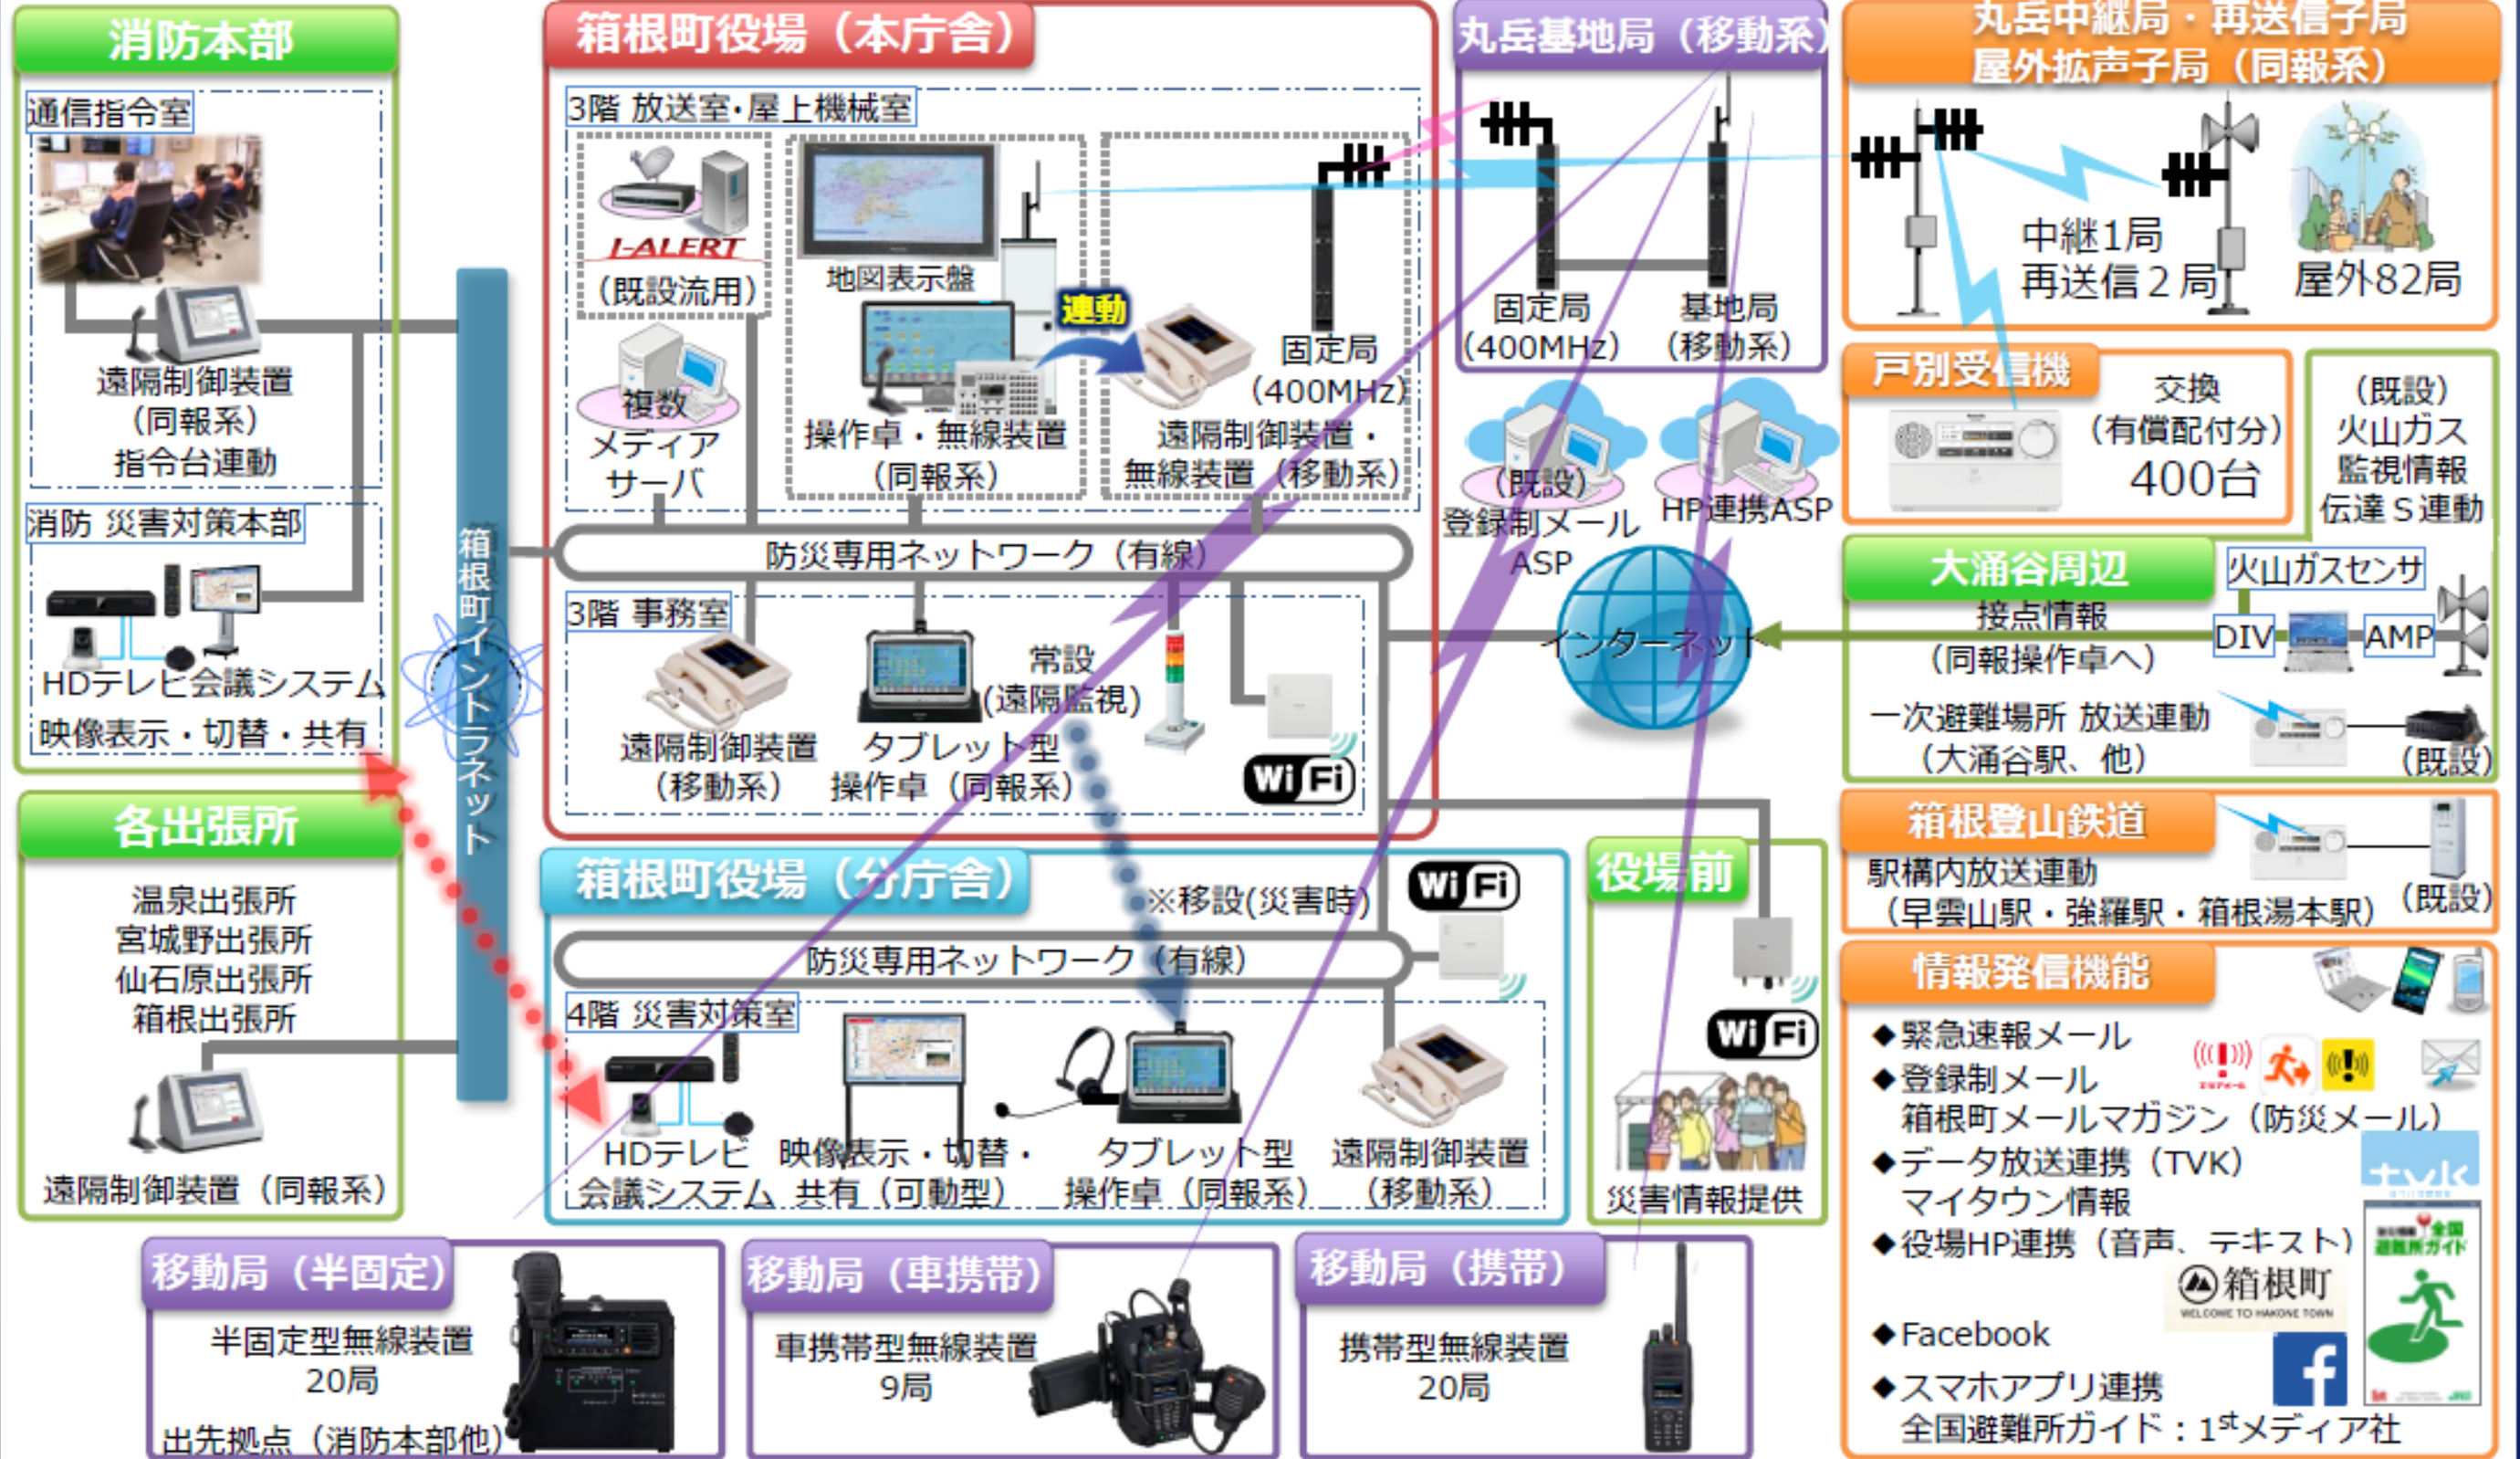 消防本部
通信指令室
遠隔制御装置
(同報系)
指令台連動
消防 災害対策本部
HDテレビ会議システム
映像表示・切替・共有
各出張所
温泉出張所
宮城野出張所
仙石原出張所
箱根出張所
遠隔制御装置（同報系）
箱根町イントラネット
箱根町役場（本庁舎）
3階 放送室･屋上機械室
J-ALERT
（既設流用）
複数
メディア
サーバ
地図表示盤
操作卓・無線装置
（同報系）
連動
固定局
（400MHz）
遠隔制御装置・
無線装置（移動系）
防災専用ネットワーク（有線）
3階 事務室
遠隔制御装置
（移動系）
タブレット型
操作卓（同報系）
常設
(遠隔監視)
Wi Fi
箱根町役場（分庁舎）
※移設(災害時)
Wi Fi
防災専用ネットワーク（有線）
4階 災害対策室
HDテレビ
会議システム
映像表示・切替・
共有（可動型）
タブレット型
操作卓（同報系）
遠隔制御装置
（移動系）
丸岳基地局（移動系）
固定局
（400MHz）
基地局
（移動系）
（既設）
登録制メール
ASP
HP連携ASP
インターネット
役場前
Wi Fi
災害情報提供
丸岳中継局・再送信子局
屋外拡声子局（同報系）
中継1局
再送信２局
屋外82局
戸別受信機
交換
（有償配付分）
400台
（既設）
火山ガス
監視情報
伝達Ｓ連動
大涌谷周辺
火山ガスセンサ
接点情報
（同報操作卓へ）
DIV
AMP
一次避難場所 放送連動
（大涌谷駅、他）
（既設）
箱根登山鉄道
駅構内放送連動
（早雲山駅・強羅駅・箱根湯本駅）
（既設）
情報発信機能
◆緊急速報メール
エリアメール
◆登録制メール
箱根町メールマガジン（防災メール）
◆データ放送連携（TVK）
マイタウン情報
tvk
◆役場HP連携（音声、テキスト）
箱根町
WELCOME TO HAKONE TOWN
全国
避難所ガイド
◆Facebook
f
◆スマホアプリ連携
全国避難所ガイド：1stメディア社
移動局（半固定）
半固定型無線装置
20局
出先拠点（消防本部他）
移動局（車携帯）
車携帯型無線装置
9局
移動局（携帯）
携帯型無線装置
20局